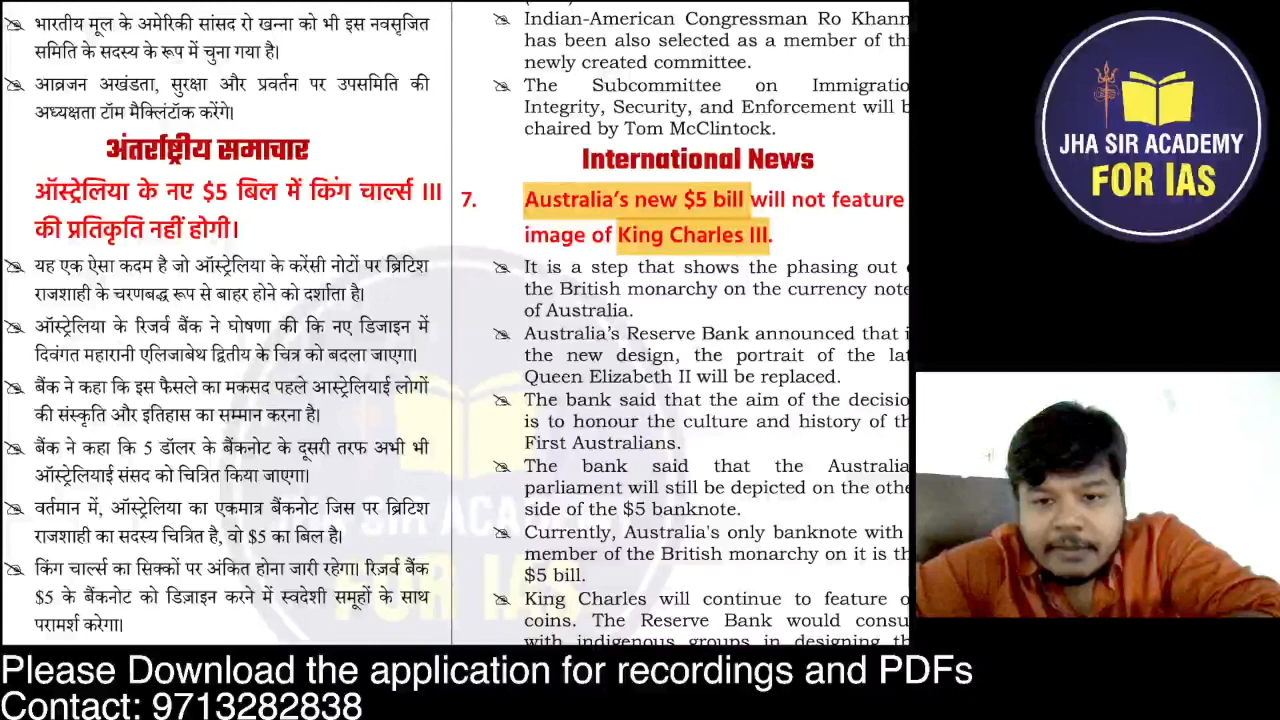 भारतीय मूल के अमेरिकी सांसद रो खन्ना को भी इस नवसृजित
समिति के सदस्य के रूप में चुना गया है।
आव्रजन अखंडता, सुरक्षा और प्रवर्तन पर उपसमिति की
अध्यक्षता टॉम मैक्लिंटॉक करेंगे।
अंतर्राष्ट्रीय समाचार
ऑस्ट्रेलिया के नए $5 बिल में किंग चार्ल्स III
की प्रतिकृति नहीं होगी।
यह एक ऐसा कदम है जो ऑस्ट्रेलिया के करेंसी नोटों पर ब्रिटिश
राजशाही के चरणबद्ध रूप से बाहर होने को दर्शाता है।
ऑस्ट्रेलिया के रिजर्व बैंक ने घोषणा की कि नए डिजाइन में
दिवंगत महारानी एलिजाबेथ द्वितीय के चित्र को बदला जाएगा।
बैंक ने कहा कि इस फैसले का मकसद पहले आस्ट्रेलियाई लोगों
की संस्कृति और इतिहास का सम्मान करना है।
बैंक ने कहा कि 5 डॉलर के बैंकनोट के दूसरी तरफ अभी भी
ऑस्ट्रेलियाई संसद को चित्रित किया जाएगा।
वर्तमान में, ऑस्ट्रेलिया का एकमात्र बैंकनोट जिस पर ब्रिटिश
राजशाही का सदस्य चित्रित है, वो $5 का बिल है।
किंग चार्ल्स का सिक्कों पर अंकित होना जारी रहेगा। रिज़र्व बैंक
$5 के बैंकनोट को डिज़ाइन करने में स्वदेशी समूहों के साथ
परामर्श करेगा।
Indian-American Congressman Ro Khann
has been also selected as a member of thi
newly created committee.
The Subcommittee on Immigratio
Integrity, Security, and Enforcement will b
chaired by Tom McClintock.
International News
7. Australia's new $5 bill will not feature
image of King Charles III.
It is a step that shows the phasing out o
the British monarchy on the currency note
of Australia.
Australia's Reserve Bank announced that i
the new design, the portrait of the lat
Queen Elizabeth II will be replaced.
The bank said that the aim of the decisio
is to honour the culture and history of th
First Australians.
The bank said that the Australia
parliament will still be depicted on the othe
side of the $5 banknote.
Currently, Australia's only banknote with
member of the British monarchy on it is th
$5 bill.
King Charles will continue to feature o
coins. The Reserve Bank would consu
with indigenous groups in designing th
JHA SIR ACADEMY
FOR IAS
JHA SIR ACADEMY
FOR IAS
Please Download the application for recordings and PDFs
Contact: 9713282838